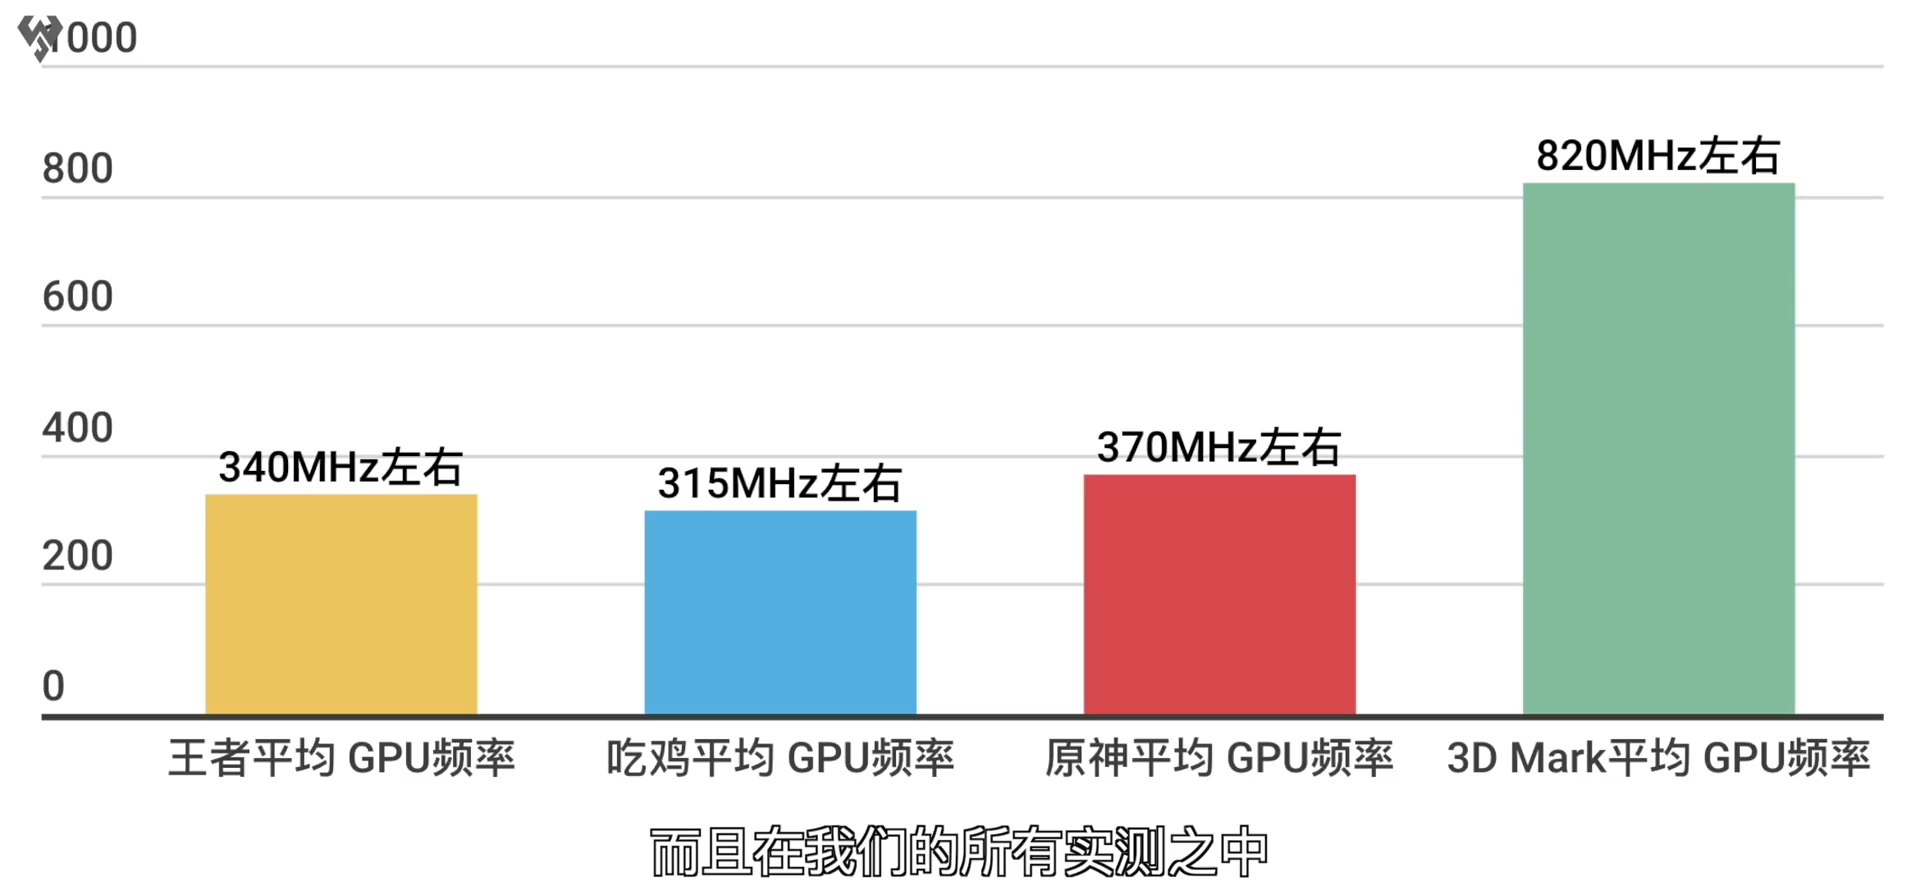 1000
800
600
400
200
0
340MHz左右
315MHz左右
370MHz左右
820MHz左右
王者平均 GPU频率
吃鸡平均 GPU频率
原神平均 GPU频率
3D Mark平均 GPU频率
而且在我们的所有实测之中